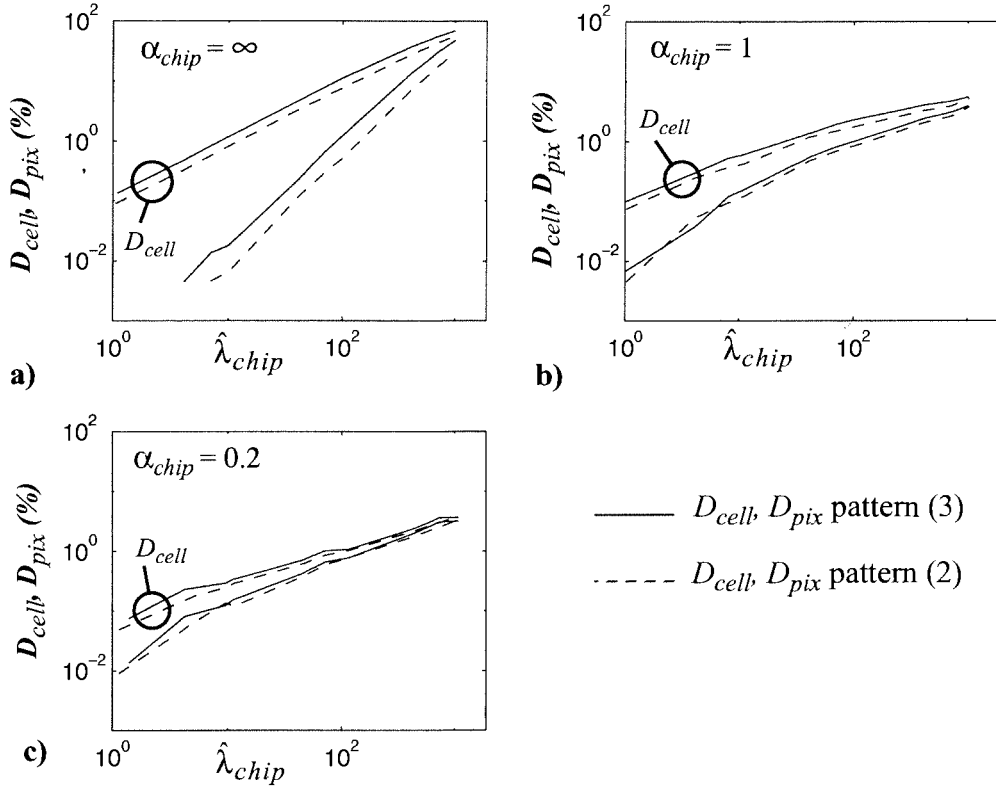 α_chip = ∞
D_cell, D_pix (%)
10^2
10^0
10^-2
D_cell
10^0
10^2
λ̂_chip
a)
α_chip = 1
D_cell, D_pix (%)
10^2
10^0
10^-2
D_cell
10^0
10^2
λ̂_chip
b)
α_chip = 0.2
D_cell, D_pix (%)
10^2
10^0
10^-2
D_cell
10^0
10^2
λ̂_chip
c)
D_cell, D_pix pattern (3)
D_cell, D_pix pattern (2)